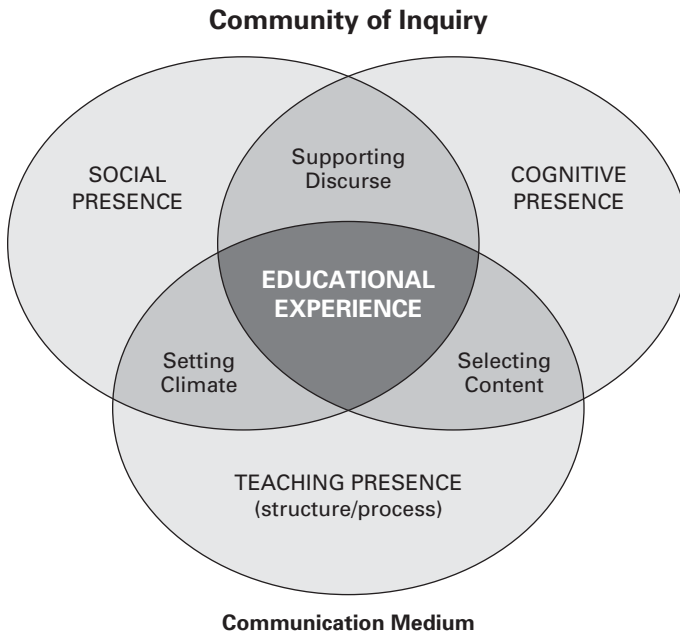 Community of Inquiry
Supporting
Discurse
SOCIAL
PRESENCE
COGNITIVE
PRESENCE
EDUCATIONAL
EXPERIENCE
Setting
Climate
Selecting
Content
TEACHING PRESENCE
(structure/process)
Communication Medium